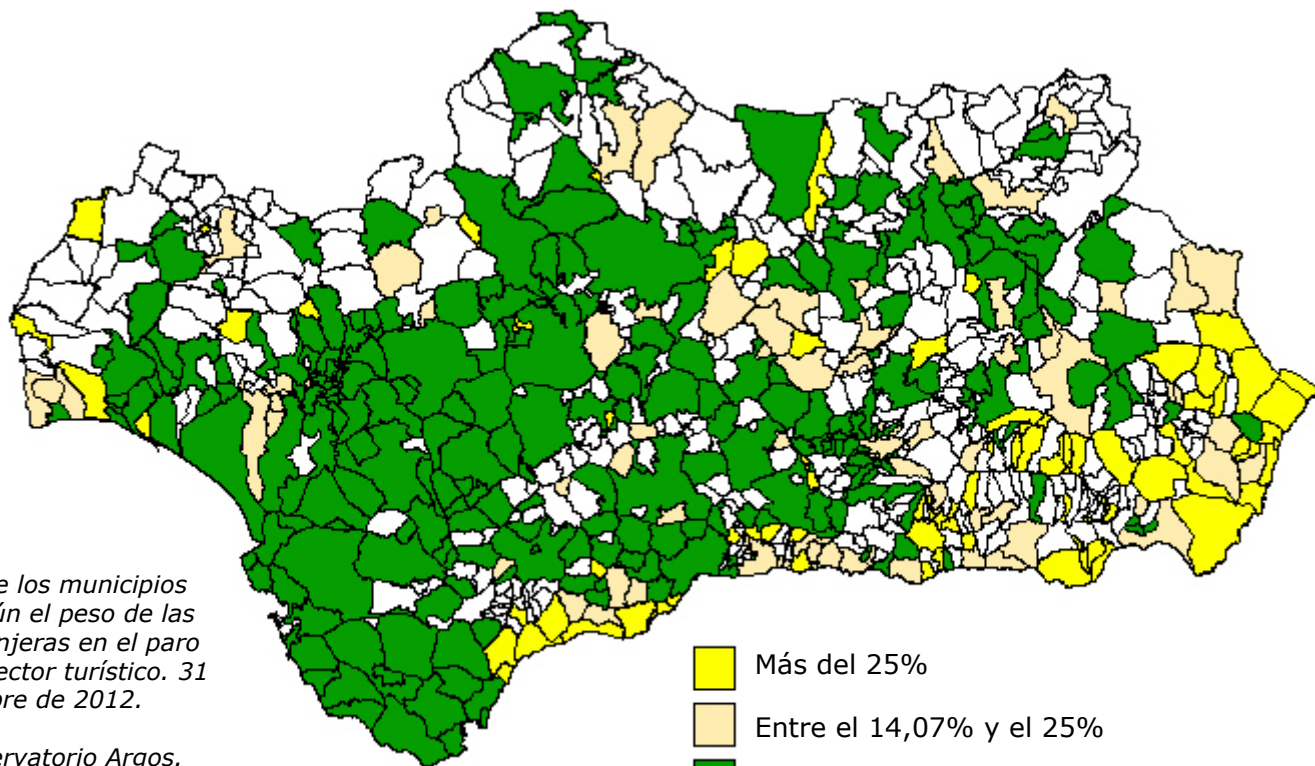 e los municipios
ún el peso de las
njeras en el paro
ector turístico. 31
bre de 2012.
ervatorio Argos.
Más del 25%
Entre el 14,07% y el 25%